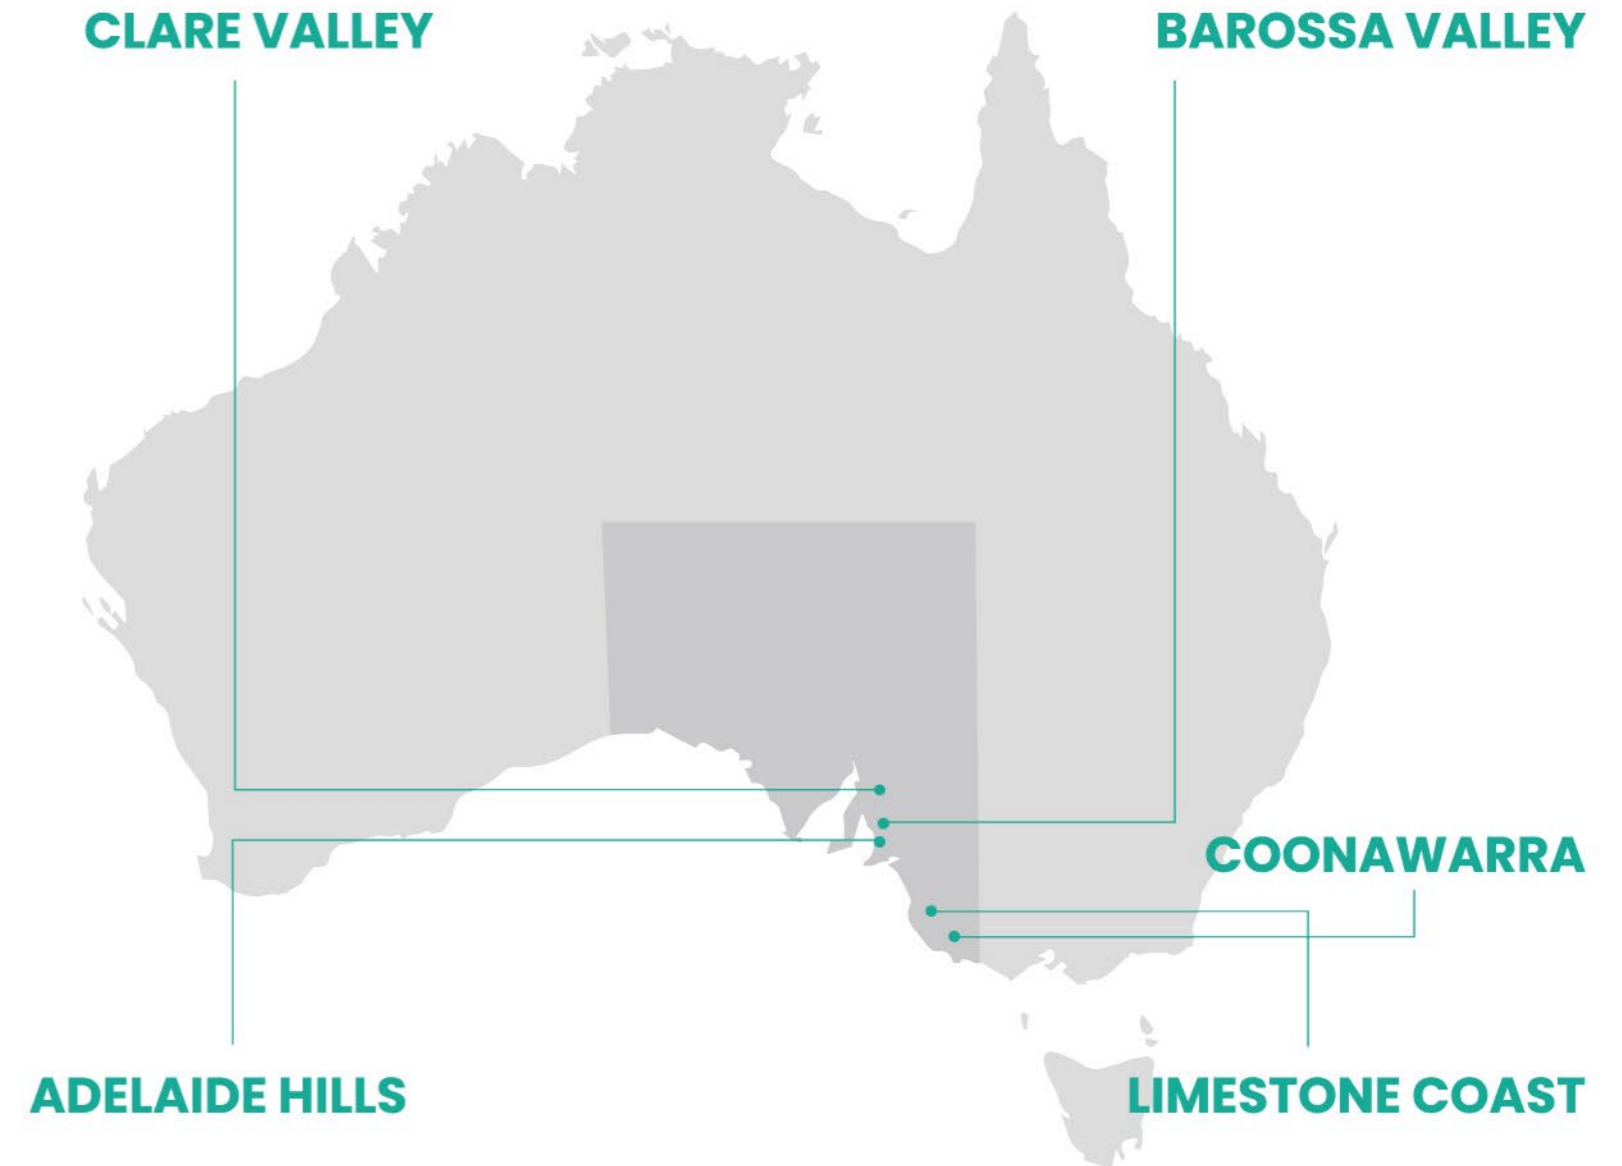 CLARE VALLEY
BAROSSA VALLEY
COONAWARRA
ADELAIDE HILLS
LIMESTONE COAST